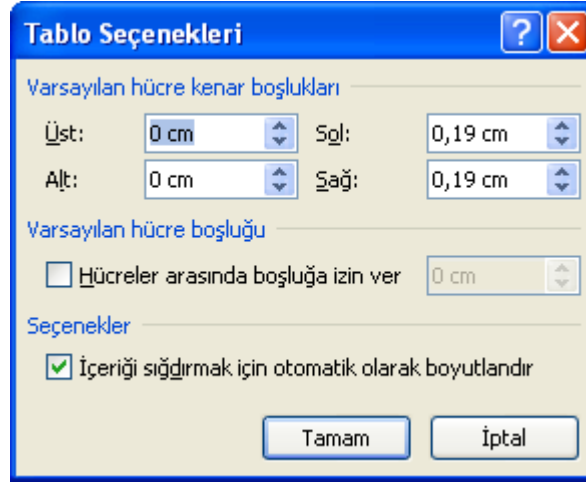 Tablo Seçenekleri
Varsayılan hücre kenar boşlukları
Üst: 0 cm Sol: 0,19 cm
Alt: 0 cm Sağ: 0,19 cm
Varsayılan hücre boşluğu
Hücreler arasında boşluğa izin ver 0 cm
Seçenekler
İçeriği sığdırmak için otomatik olarak boyutlandır
Tamam İptal